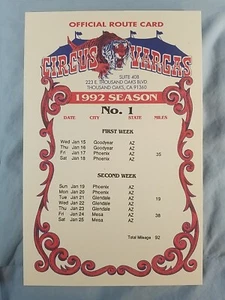 OFFICIAL ROUTE CARD
CIRCUS VARGAS
SUITE 408
223 E. THOUSAND OAKS BLVD.
THOUSAND OAKS, CA 91360
1992 SEASON
No. 1
DATE CITY STATE MILES
FIRST WEEK
Wed Jan 15 Goodyear AZ
Thu Jan 16 Goodyear AZ
Fri Jan 17 Phoenix AZ 35
Sat Jan 18 Phoenix AZ
SECOND WEEK
Sun Jan 19 Phoenix AZ
Mon Jan 20 Phoenix AZ
Tue Jan 21 Glendale AZ 19
Wed Jan 22 Glendale AZ
Thu Jan 23 Glendale AZ
Fri Jan 24 Mesa AZ 38
Sat Jan 25 Mesa AZ
Total Mileage 92